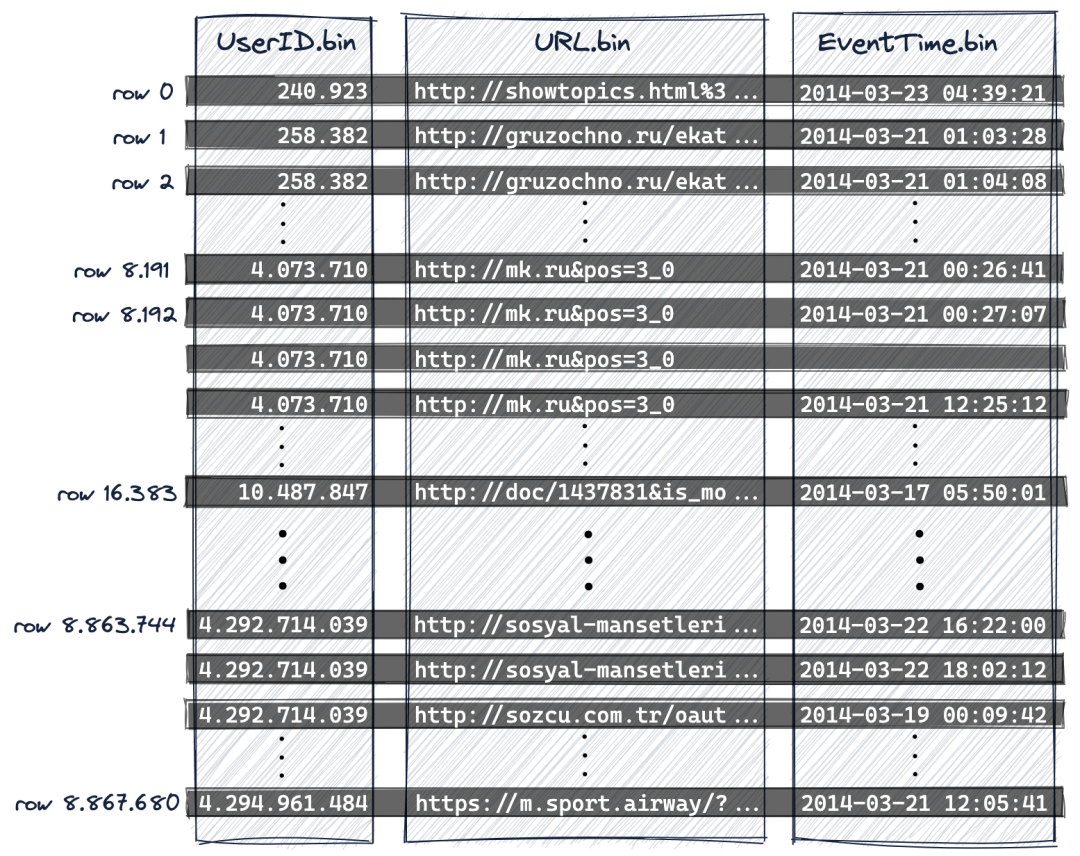 UserID.bin URL.bin EventTime.bin
row 0 240.923 http://showtopics.html%3 ... 2014-03-23 04:39:21
row 1 258.382 http://gruzochno.ru/ekat ... 2014-03-21 01:03:28
row 2 258.382 http://gruzochno.ru/ekat ... 2014-03-21 01:04:08
row 8.191 4.073.710 http://mk.ru&pos=3_0 2014-03-21 00:26:41
row 8.192 4.073.710 http://mk.ru&pos=3_0 2014-03-21 00:27:07
4.073.710 http://mk.ru&pos=3_0
4.073.710 http://mk.ru&pos=3_0 2014-03-21 12:25:12
row 16.383 10.487.847 http://doc/1437831&is_mo ... 2014-03-17 05:50:01
row 8.863.744 4.292.714.039 http://sosyal-mansetleri ... 2014-03-22 16:22:00
4.292.714.039 http://sosyal-mansetleri ... 2014-03-22 18:02:12
4.292.714.039 http://sozcu.com.tr/oaut ... 2014-03-19 00:09:42
row 8.867.680 4.294.961.484 https://m.sport.airway/? ... 2014-03-21 12:05:41